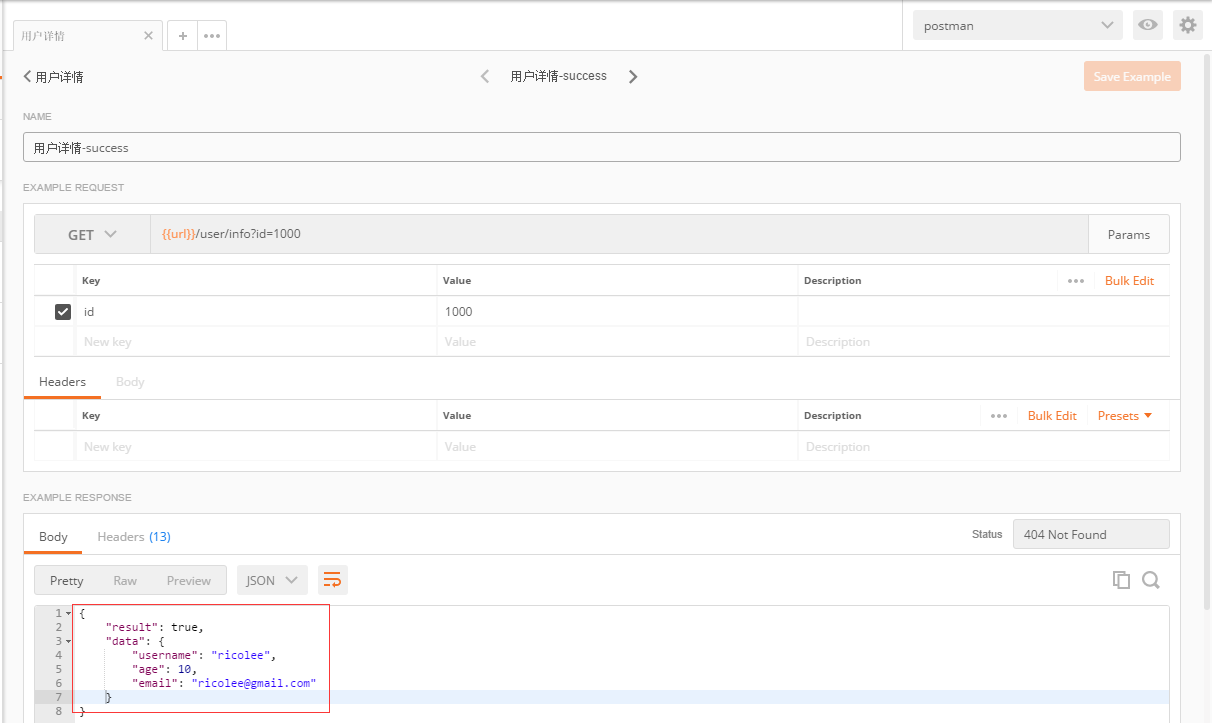 用户详情
postman
用户详情
用户详情-success
Save Example
NAME
用户详情-success
EXAMPLE REQUEST
GET {{url}}/user/info?id=1000 Params
Key Value Description Bulk Edit
id 1000
New key Value Description
Headers Body
Key Value Description Bulk Edit Presets
New key Value Description
EXAMPLE RESPONSE
Body Headers (13) Status 404 Not Found
Pretty Raw Preview JSON
1 {
2 "result": true,
3 "data": {
4 "username": "ricolee",
5 "age": 10,
6 "email": "ricolee@gmail.com"
7 }
8 }